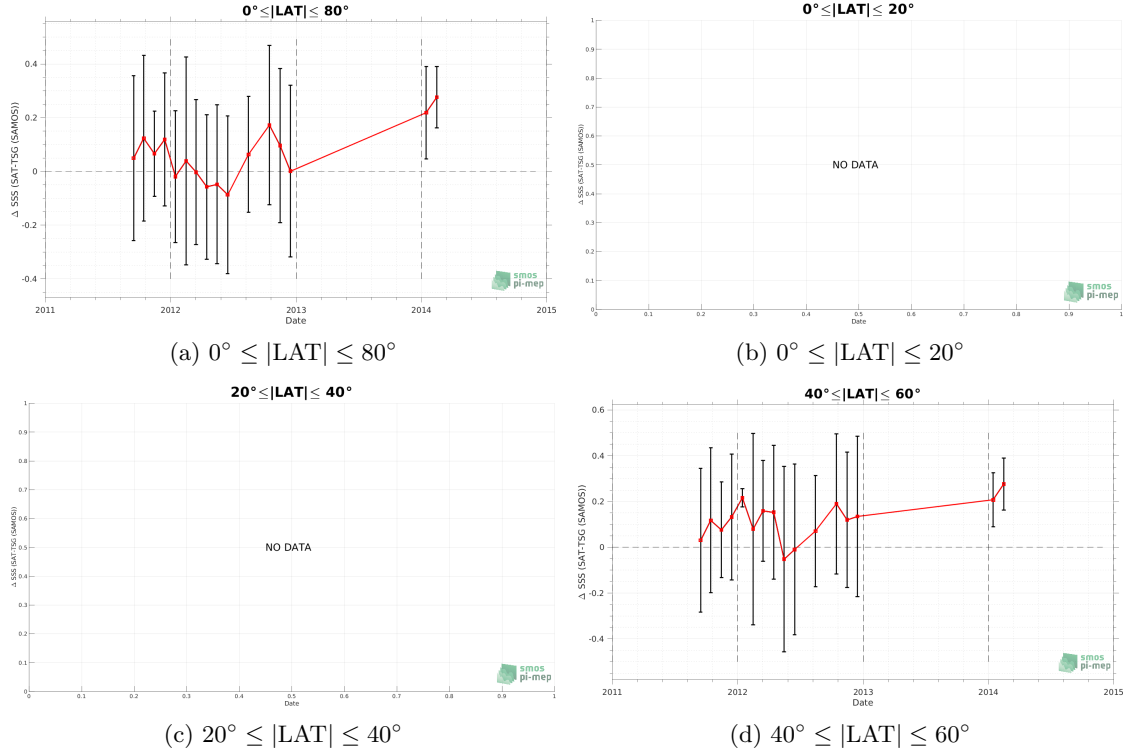 0°≤|LAT|≤ 80°
0.4
0.2
0
-0.2
-0.4
Δ SSS (SAT-TSG (SAMOS))
2011
2012
2013
2014
2015
Date
smos
pi-mep
(a) 0° ≤ |LAT| ≤ 80°
0°≤|LAT|≤ 20°
1
0.9
0.8
0.7
0.6
0.5
0.4
0.3
0.2
0.1
0
Δ SSS (SAT-TSG (SAMOS))
NO DATA
0
0.1
0.2
0.3
0.4
0.5
0.6
0.7
0.8
0.9
1
Date
smos
pi-mep
(b) 0° ≤ |LAT| ≤ 20°
20°≤|LAT|≤ 40°
1
0.9
0.8
0.7
0.6
0.5
0.4
0.3
0.2
0.1
0
Δ SSS (SAT-TSG (SAMOS))
NO DATA
0
0.1
0.2
0.3
0.4
0.5
0.6
0.7
0.8
0.9
1
Date
smos
pi-mep
(c) 20° ≤ |LAT| ≤ 40°
40°≤|LAT|≤ 60°
0.6
0.4
0.2
0
-0.2
-0.4
Δ SSS (SAT-TSG (SAMOS))
2011
2012
2013
2014
2015
Date
smos
pi-mep
(d) 40° ≤ |LAT| ≤ 60°